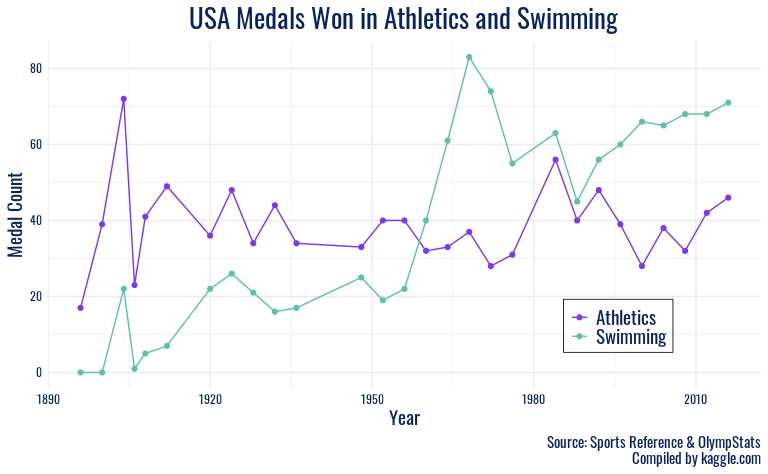 USA Medals Won in Athletics and Swimming
Medal Count
80
60
40
20
0
1890 1920 1950 1980 2010
Year
Athletics
Swimming
Source: Sports Reference & OlympStats
Compiled by kaggle.com